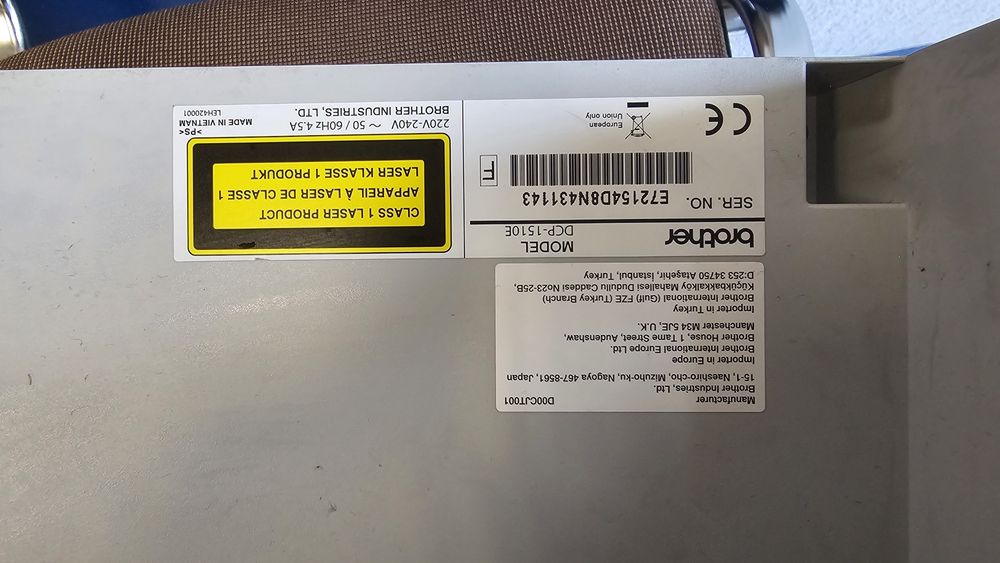 brother
MODEL
DCP-1510E
SER. NO.
E72154D8N431143
F
CE
European
Union only
CLASS 1 LASER PRODUCT
APPAREIL À LASER DE CLASSE 1
LASER KLASSE 1 PRODUKT
220V-240V ~ 50 / 60Hz 4.5A
BROTHER INDUSTRIES, LTD.
>PS<
MADE IN VIETNAM
LEH420001
Manufacturer
D00CJT001
Brother Industries, Ltd.
15-1, Naeshiro-cho, Mizuho-ku, Nagoya 467-8561, Japan
Importer in Europe
Brother International Europe Ltd.
Brother House, 1 Tame Street, Audenshaw,
Manchester M34 5JE, U.K.
Importer in Turkey
Brother International (Gulf) FZE (Turkey Branch)
Küçükbakkalköy Mahallesi Dudullu Caddesi No23-25B,
D:253 34750 Ataşehir, Istanbul, Turkey